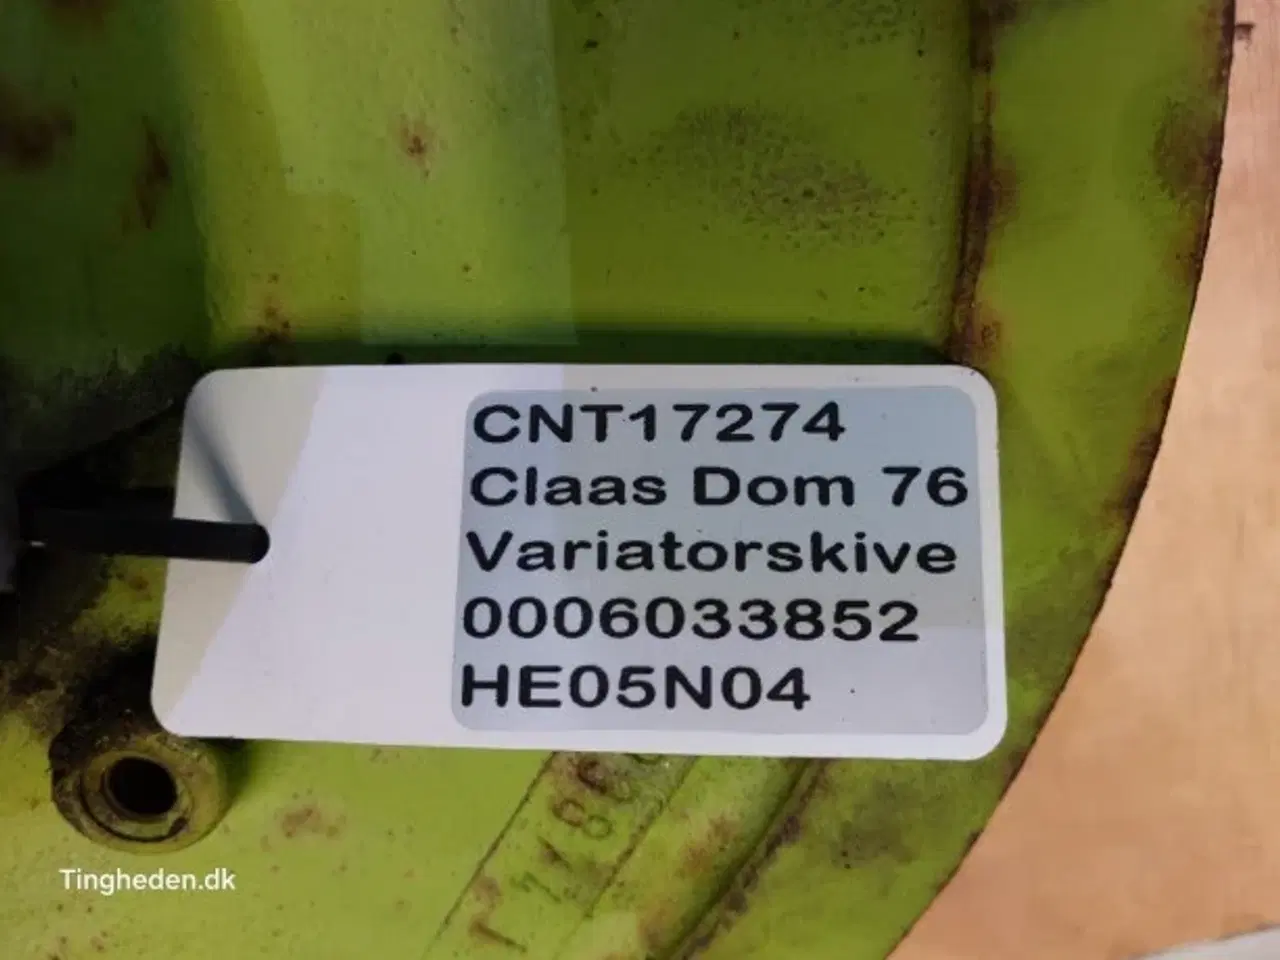 CNT17274
Claas Dom 76
Variatorskive
0006033852
HE05N04
Tingheden.dk